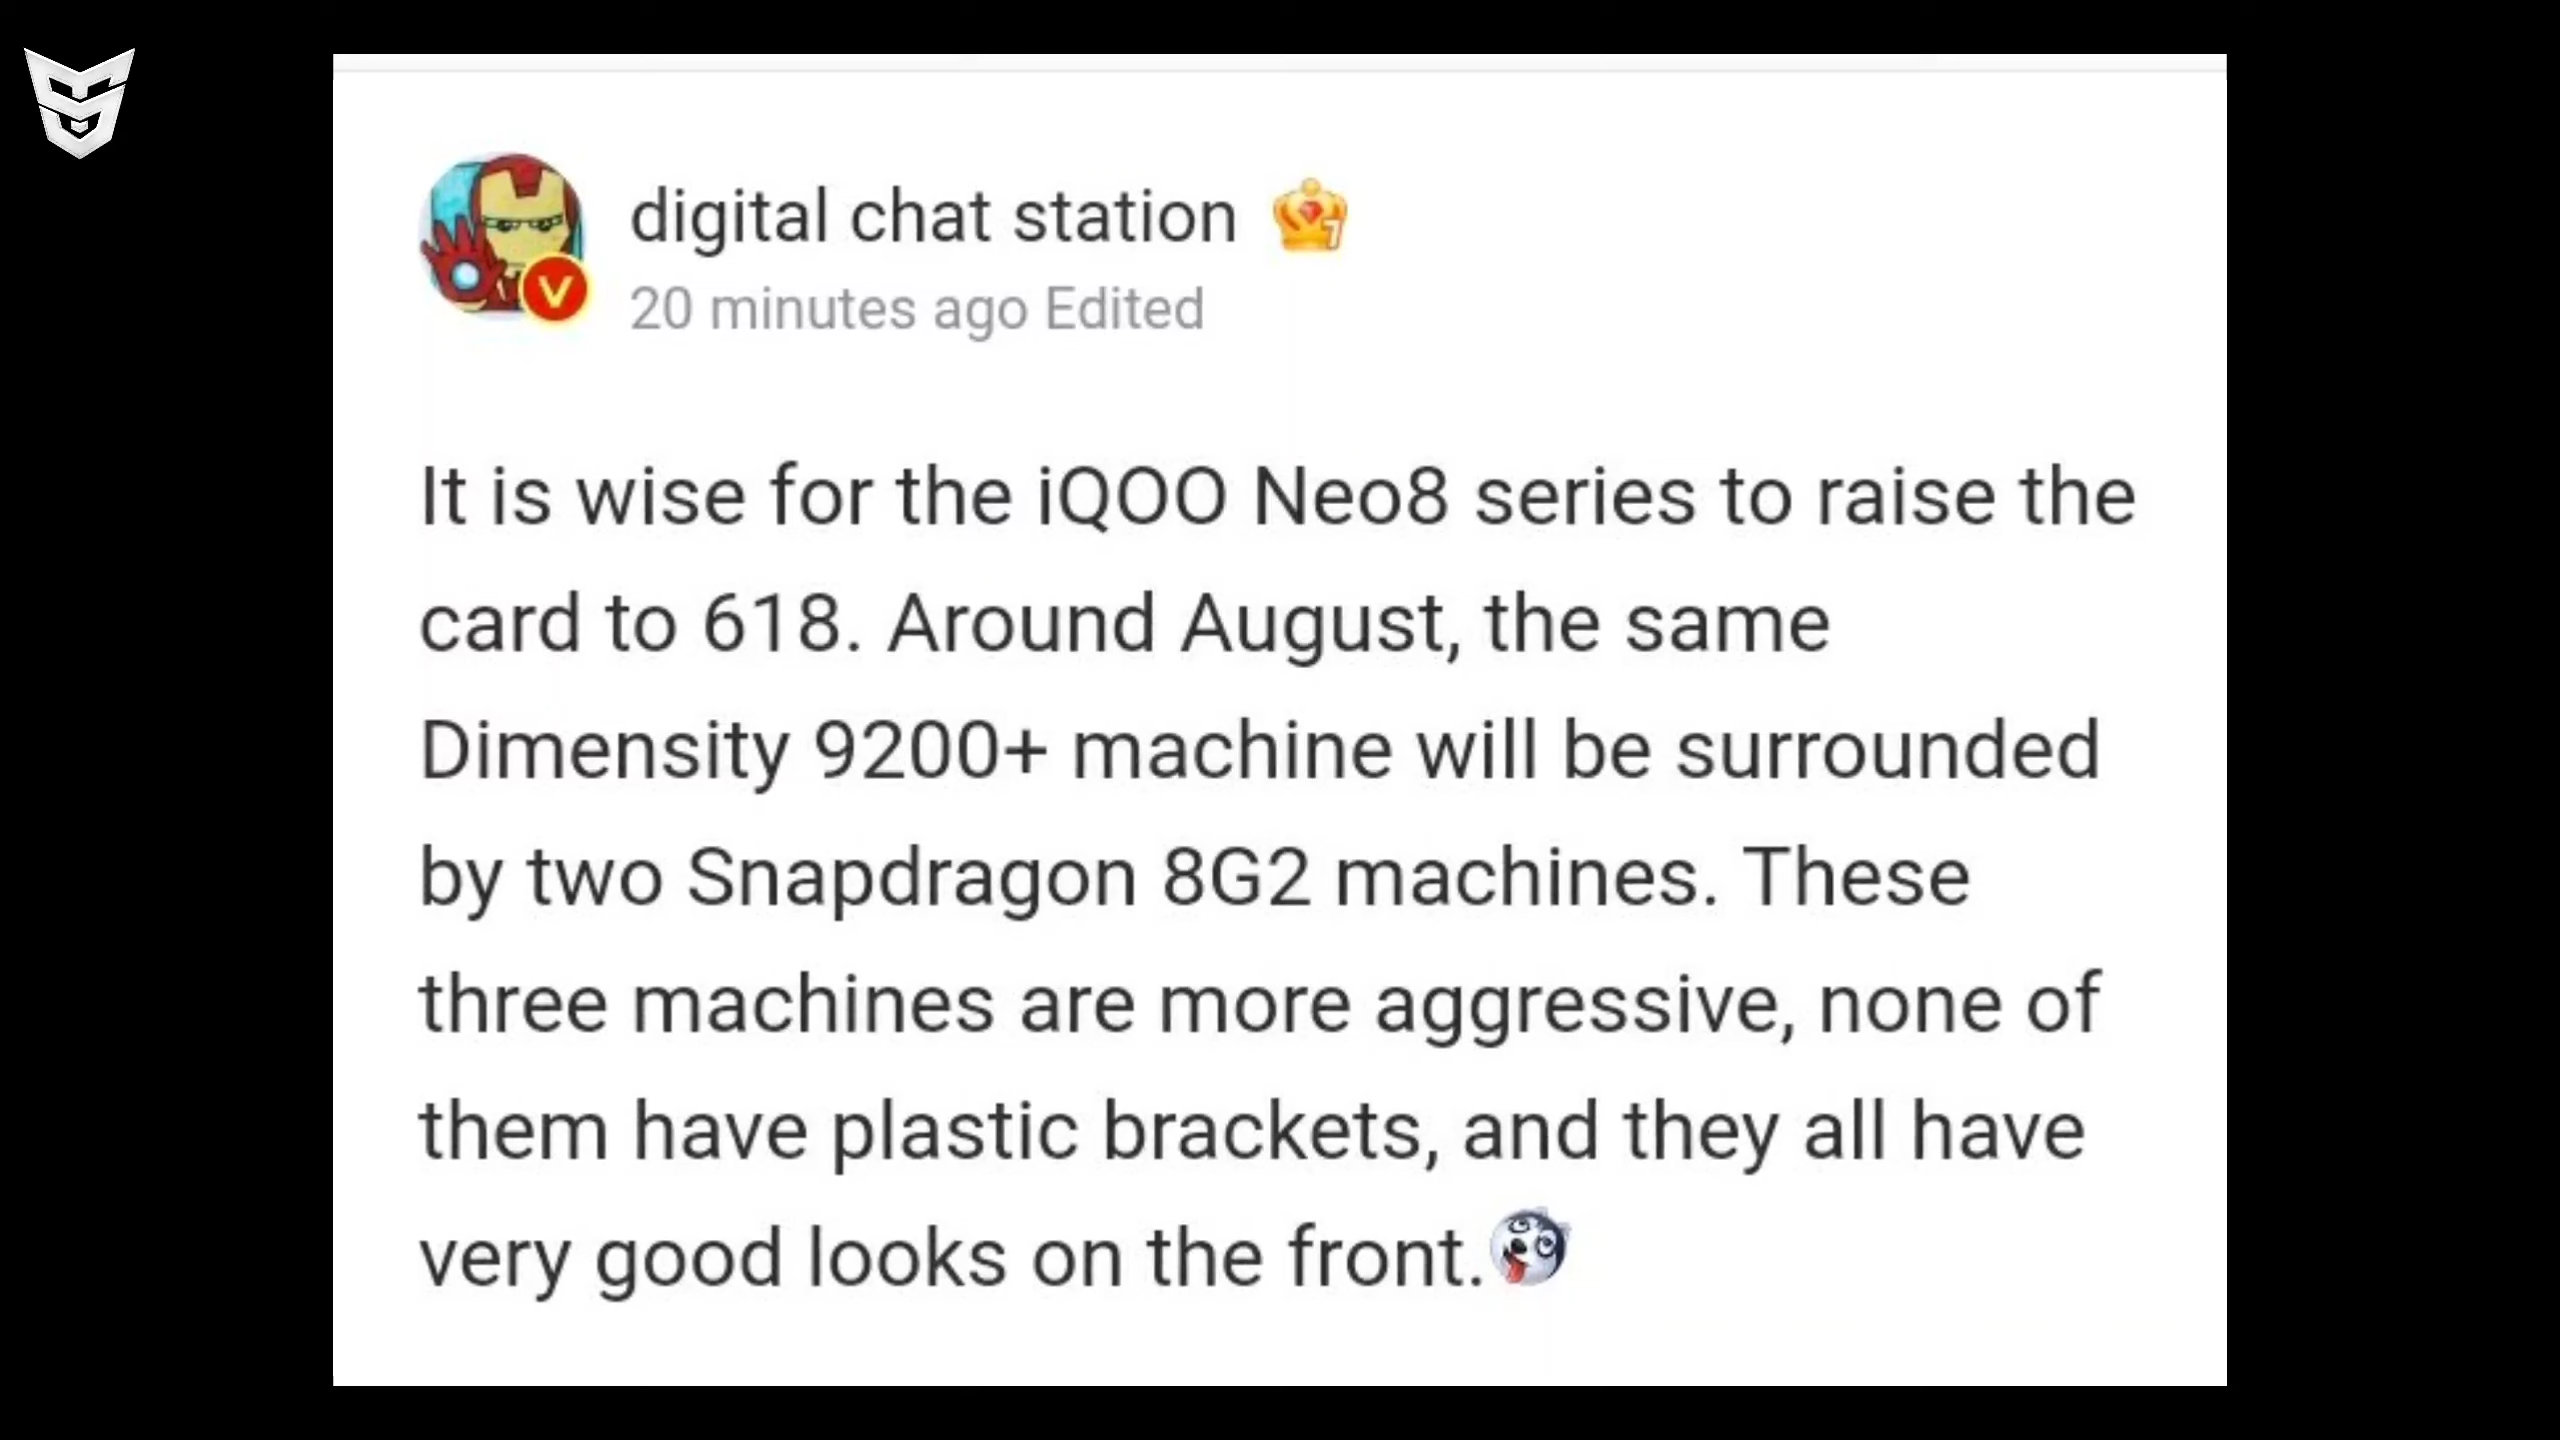 digital chat station
20 minutes ago Edited
It is wise for the iQOO Neo8 series to raise the
card to 618. Around August, the same
Dimensity 9200+ machine will be surrounded
by two Snapdragon 8G2 machines. These
three machines are more aggressive, none of
them have plastic brackets, and they all have
very good looks on the front.